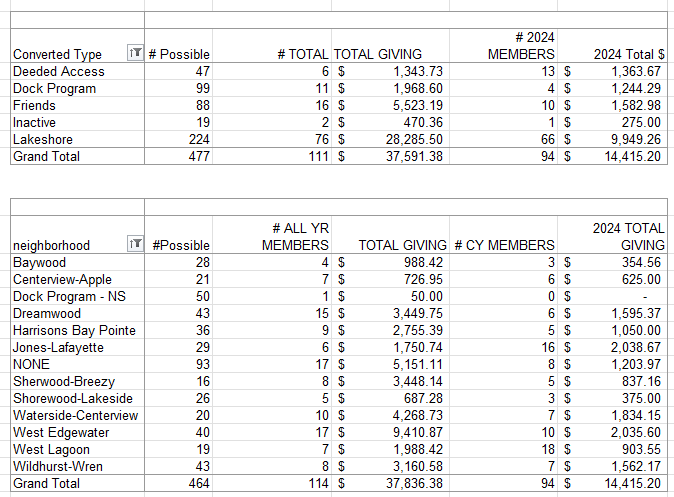 # 2024
Converted Type # Possible # TOTAL TOTAL GIVING MEMBERS 2024 Total $
Deeded Access 47 6 $ 1,343.73 13 $ 1,363.67
Dock Program 99 11 $ 1,968.60 4 $ 1,244.29
Friends 88 16 $ 5,523.19 10 $ 1,582.98
Inactive 19 2 $ 470.36 1 $ 275.00
Lakeshore 224 76 $ 28,285.50 66 $ 9,949.26
Grand Total 477 111 $ 37,591.38 94 $ 14,415.20
# ALL YR 2024 TOTAL
neighborhood #Possible MEMBERS TOTAL GIVING # CY MEMBERS GIVING
Baywood 28 4 $ 988.42 3 $ 354.56
Centerview-Apple 21 7 $ 726.95 6 $ 625.00
Dock Program - NS 50 1 $ 50.00 0 $ -
Dreamwood 43 15 $ 3,449.75 6 $ 1,595.37
Harrisons Bay Pointe 36 9 $ 2,755.39 5 $ 1,050.00
Jones-Lafayette 29 6 $ 1,750.74 16 $ 2,038.67
NONE 93 17 $ 5,151.11 8 $ 1,203.97
Sherwood-Breezy 16 8 $ 3,448.14 5 $ 837.16
Shorewood-Lakeside 26 5 $ 687.28 3 $ 375.00
Waterside-Centerview 20 10 $ 4,268.73 7 $ 1,834.15
West Edgewater 40 17 $ 9,410.87 10 $ 2,035.60
West Lagoon 19 7 $ 1,988.42 18 $ 903.55
Wildhurst-Wren 43 8 $ 3,160.58 7 $ 1,562.17
Grand Total 464 114 $ 37,836.38 94 $ 14,415.20